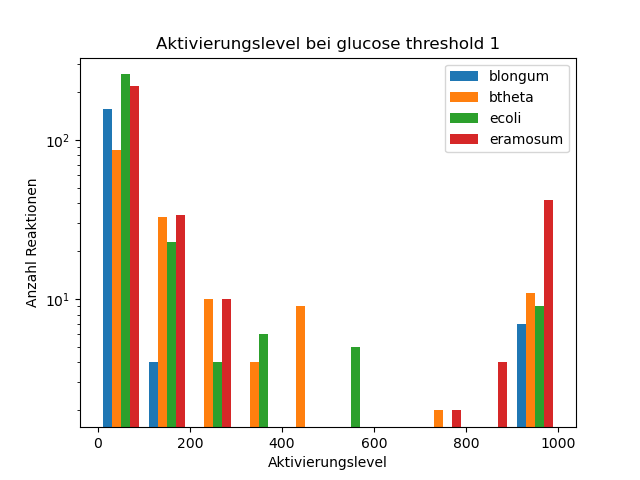 Aktivierungslevel bei glucose threshold 1
blongum
btheta
ecoli
eramosum
10²
10¹
Anzahl Reaktionen
0 200 400 600 800 1000
Aktivierungslevel